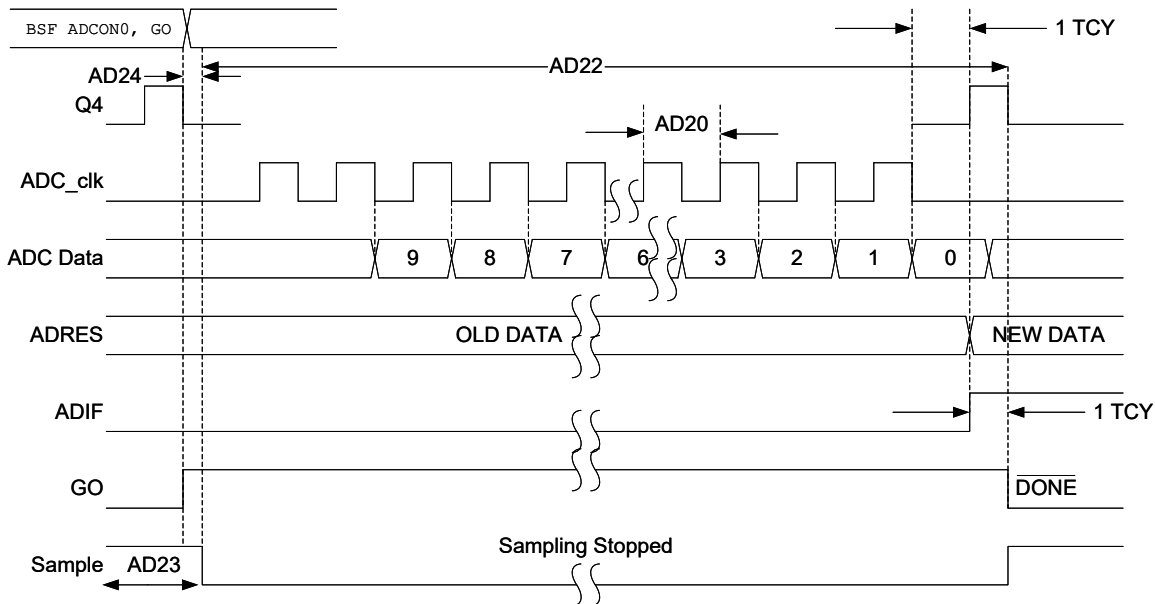 BSF ADCON0, GO
1 TCY
AD24
AD22
Q4
AD20
ADC_clk
ADC Data 9 8 7 6 3 2 1 0
ADRES OLD DATA NEW DATA
ADIF 1 TCY
GO DONE
Sampling Stopped
Sample AD23